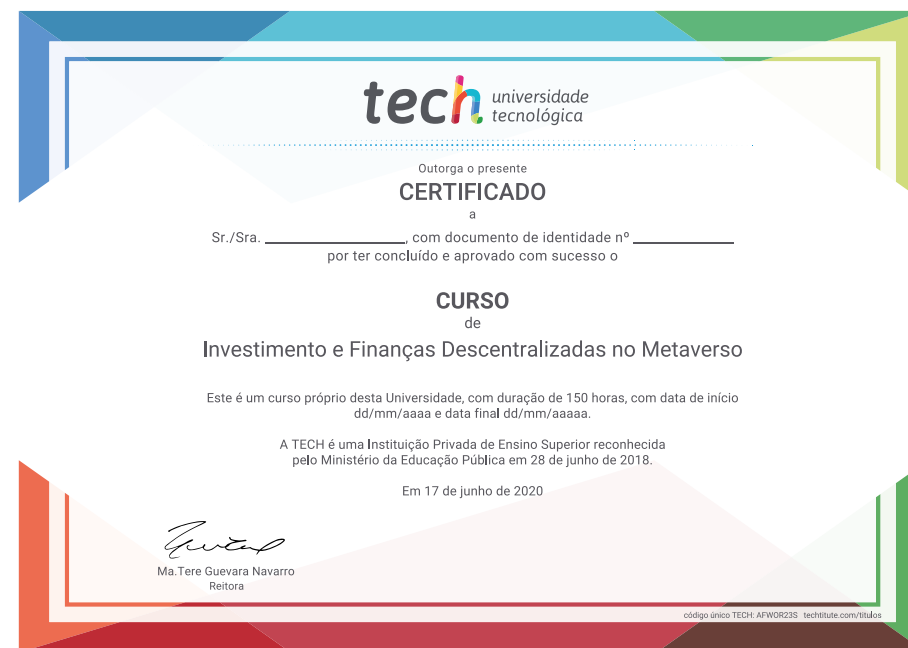 tech universidade
tecnológica
Outorga o presente
CERTIFICADO
a
Sr./Sra. ____________________, com documento de identidade nº ______________
por ter concluído e aprovado com sucesso o
CURSO
de
Investimento e Finanças Descentralizadas no Metaverso
Este é um curso próprio desta Universidade, com duração de 150 horas, com data de início
dd/mm/aaaa e data final dd/mm/aaaaa.
A TECH é uma Instituição Privada de Ensino Superior reconhecida
pelo Ministério da Educação Pública em 28 de junho de 2018.
Em 17 de junho de 2020
Ma.Tere Guevara Navarro
Reitora
código único TECH: AFWOR23S techtitute.com/titulos